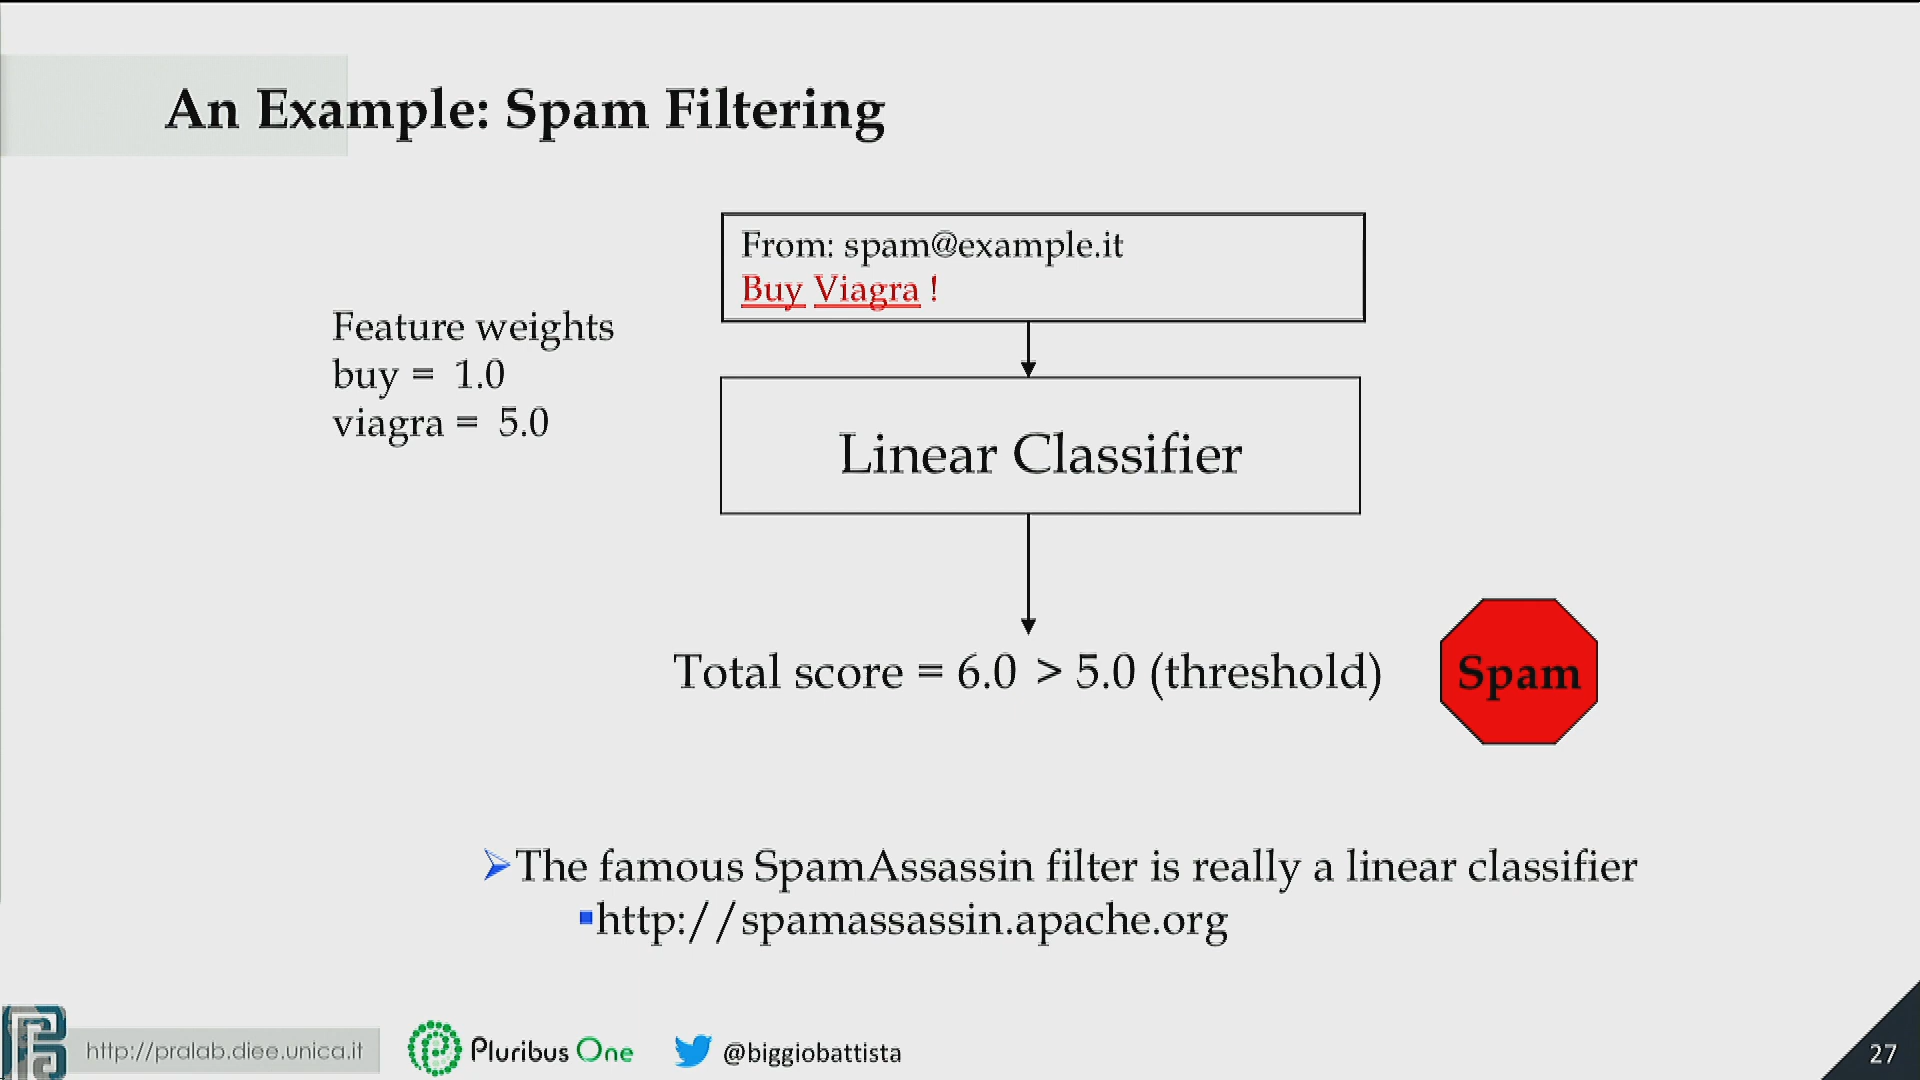 An Example: Spam Filtering
From: spam@example.it
Buy Viagra !
Feature weights
buy = 1.0
viagra = 5.0
Linear Classifier
Total score = 6.0 > 5.0 (threshold)
Spam
➢The famous SpamAssassin filter is really a linear classifier
▪http://spamassassin.apache.org
http://pralab.diee.unica.it
Pluribus One
@biggiobattista
27